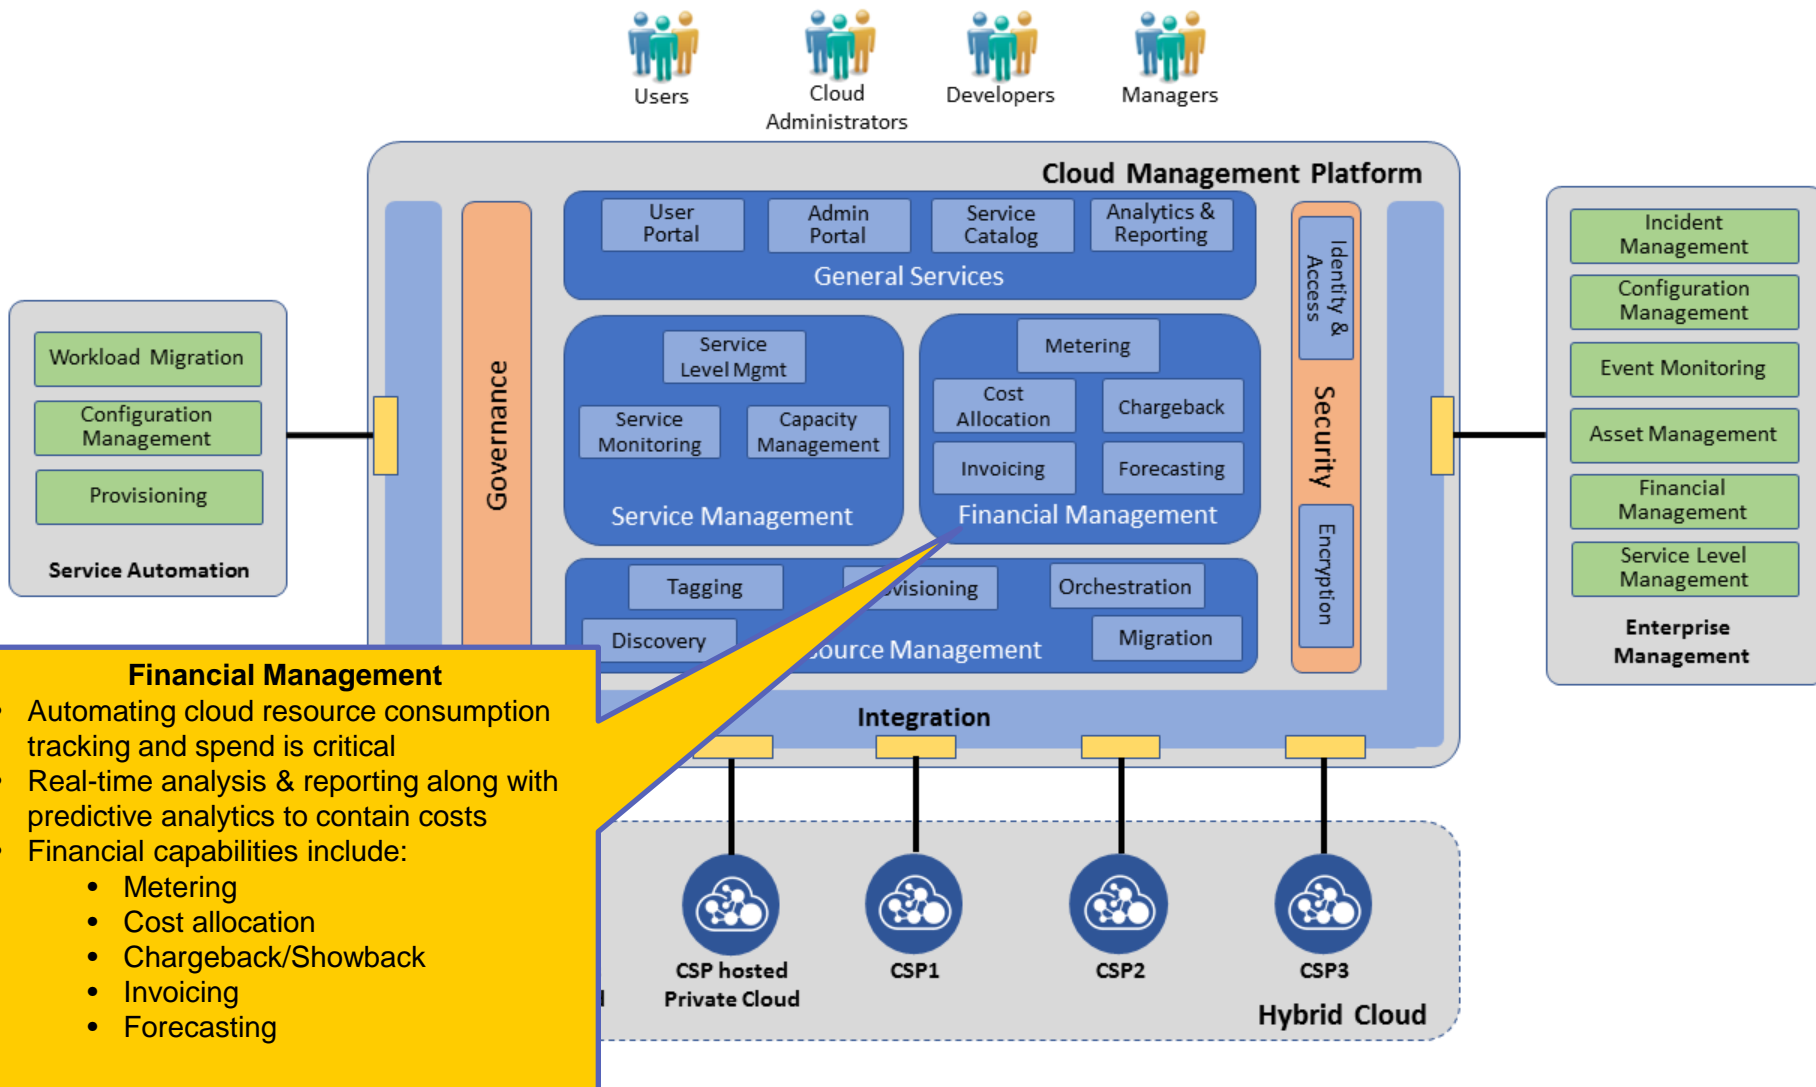 Users
Cloud
Administrators
Developers
Managers
Cloud Management Platform
User
Portal
Admin
Portal
Service
Catalog
Analytics &
Reporting
General Services
Governance
Service
Level Mgmt
Service
Monitoring
Capacity
Management
Service Management
Metering
Cost
Allocation
Chargeback
Invoicing
Forecasting
Financial Management
Identity &
Access
Security
Encryption
Tagging
visioning
Orchestration
Discovery
Migration
source Management
Integration
Workload Migration
Configuration
Management
Provisioning
Service Automation
Incident
Management
Configuration
Management
Event Monitoring
Asset Management
Financial
Management
Service Level
Management
Enterprise
Management
Financial Management
• Automating cloud resource consumption
tracking and spend is critical
• Real-time analysis & reporting along with
predictive analytics to contain costs
• Financial capabilities include:
• Metering
• Cost allocation
• Chargeback/Showback
• Invoicing
• Forecasting
CSP hosted
Private Cloud
CSP1
CSP2
CSP3
Hybrid Cloud